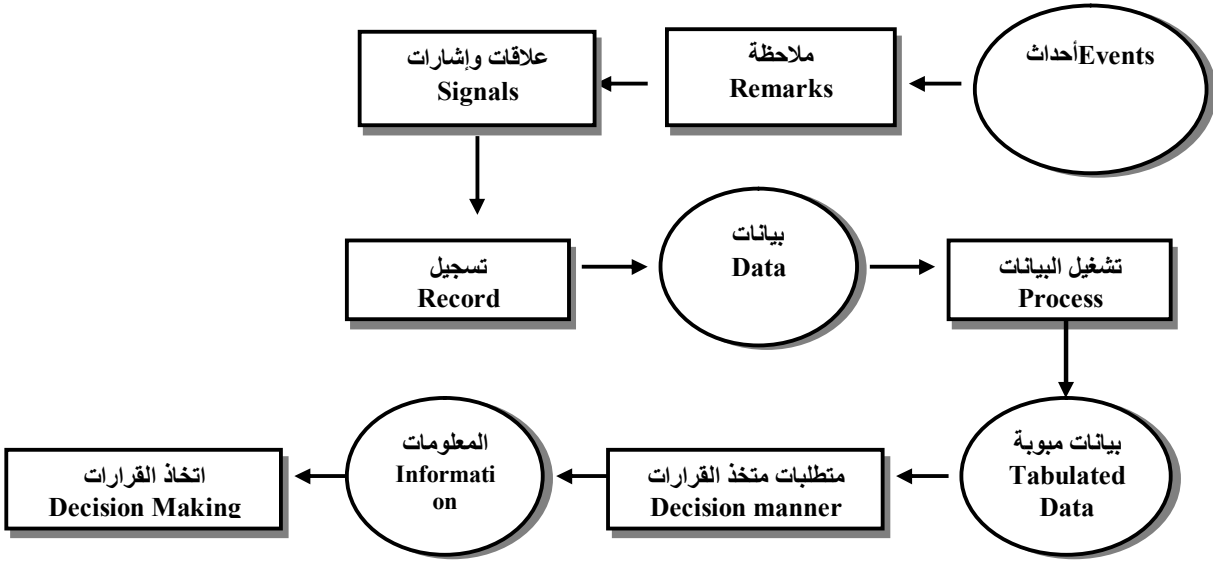 أحداثEvents
ملاحظة
Remarks
علاقات وإشارات
Signals
تسجيل
Record
بيانات
Data
تشغيل البيانات
Process
بيانات مبوبة
Tabulated
Data
متطلبات متخذ القرارات
Decision manner
المعلومات
Informati
on
اتخاذ القرارات
Decision Making